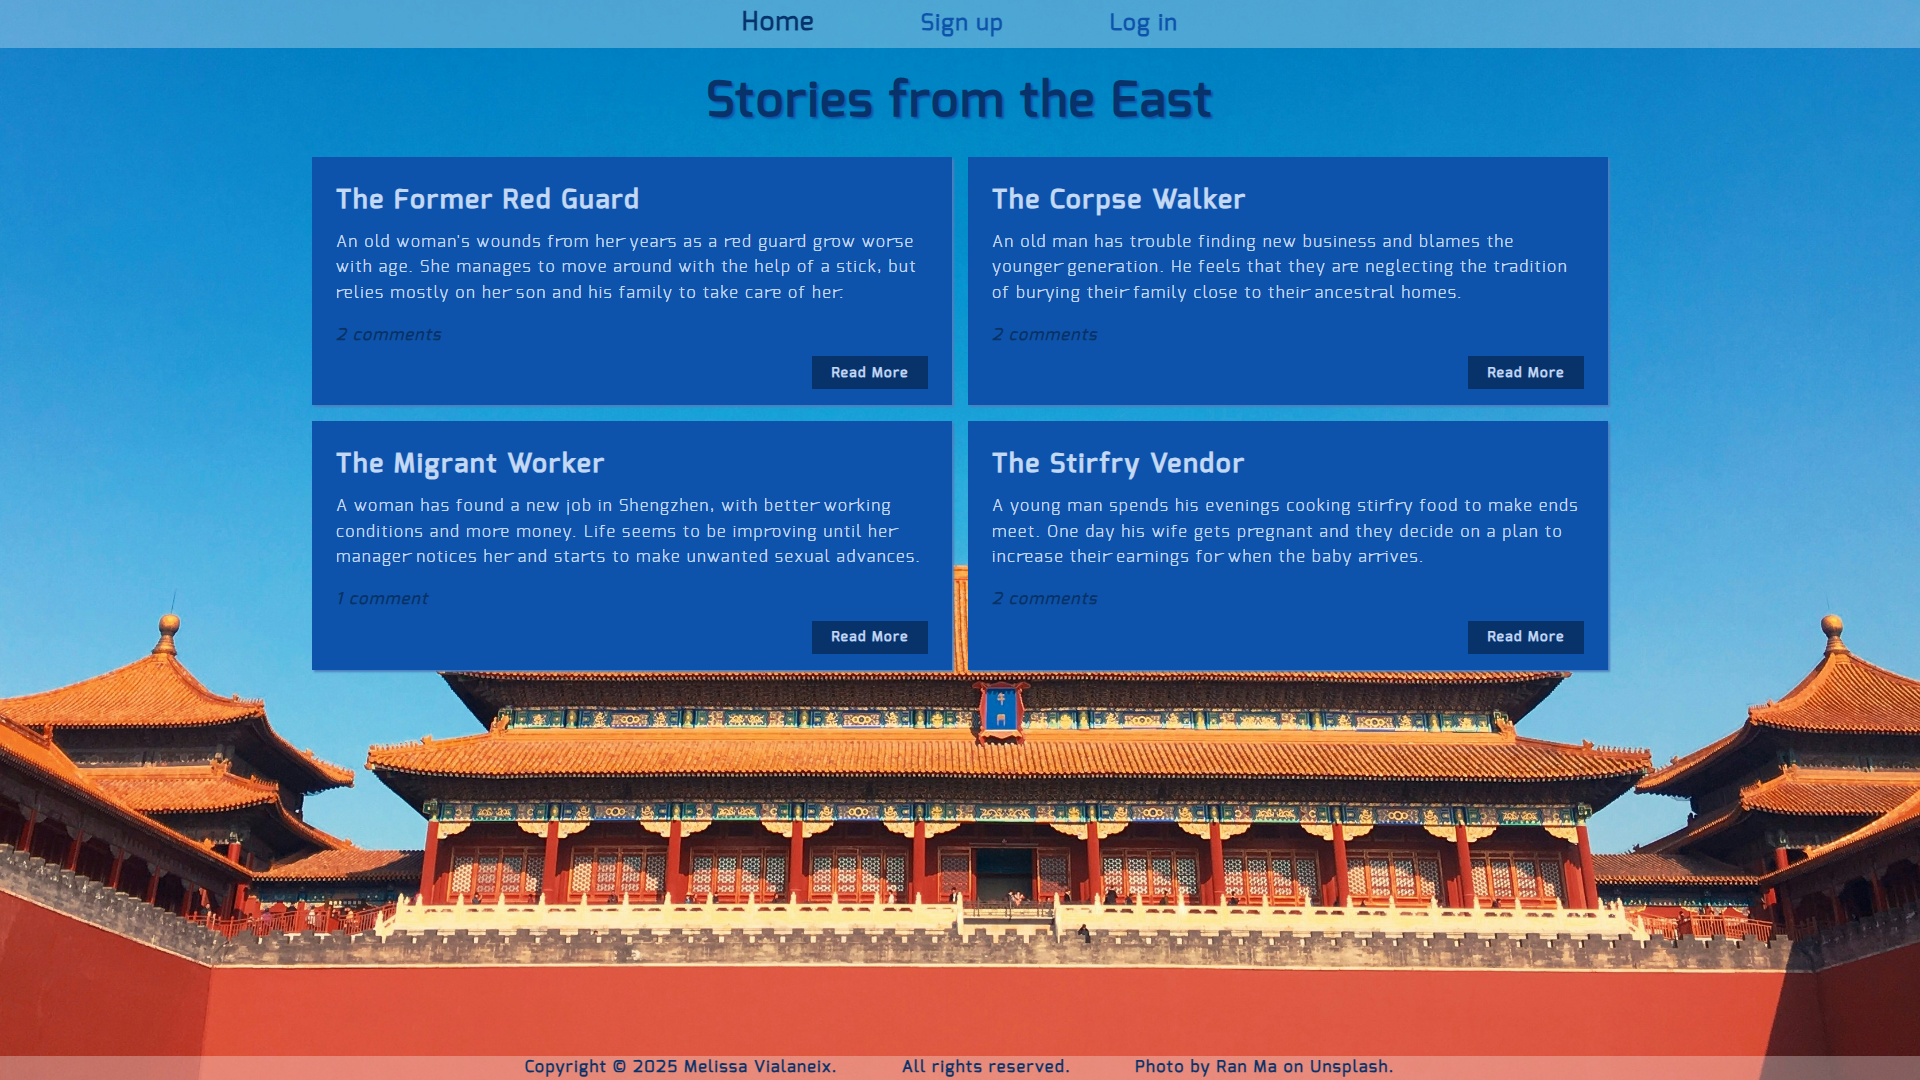 Home Sign up Log in
Stories from the East
The Former Red Guard
An old woman's wounds from her years as a red guard grow worse
with age. She manages to move around with the help of a stick, but
relies mostly on her son and his family to take care of her.
2 comments
Read More
The Corpse Walker
An old man has trouble finding new business and blames the
younger generation. He feels that they are neglecting the tradition
of burying their family close to their ancestral homes.
2 comments
Read More
The Migrant Worker
A woman has found a new job in Shengzhen, with better working
conditions and more money. Life seems to be improving until her
manager notices her and starts to make unwanted sexual advances.
1 comment
Read More
The Stirfry Vendor
A young man spends his evenings cooking stirfry food to make ends
meet. One day his wife gets pregnant and they decide on a plan to
increase their earnings for when the baby arrives.
2 comments
Read More
午
門
Copyright © 2025 Melissa Vialaneix. All rights reserved. Photo by Ran Ma on Unsplash.